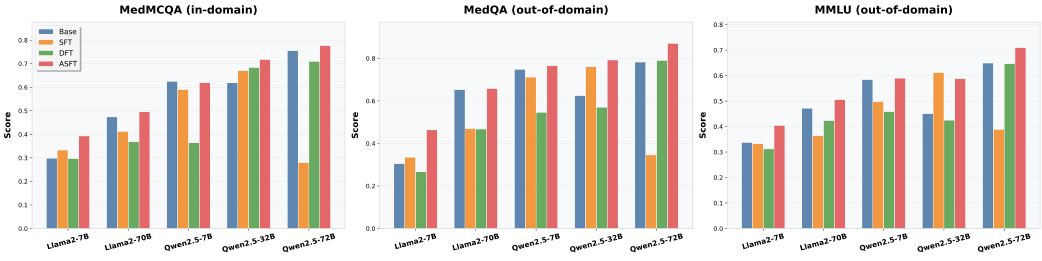 MedMCQA (in-domain)
Score
0.8
0.7
0.6
0.5
0.4
0.3
0.2
0.1
0.0
Base
SFT
DFT
ASFT
Llama2-7B
Llama2-70B
Qwen2.5-7B
Qwen2.5-32B
Qwen2.5-72B
MedQA (out-of-domain)
Score
0.8
0.6
0.4
0.2
0.0
Llama2-7B
Llama2-70B
Qwen2.5-7B
Qwen2.5-32B
Qwen2.5-72B
MMLU (out-of-domain)
Score
0.8
0.7
0.6
0.5
0.4
0.3
0.2
0.1
0.0
Llama2-7B
Llama2-70B
Qwen2.5-7B
Qwen2.5-32B
Qwen2.5-72B